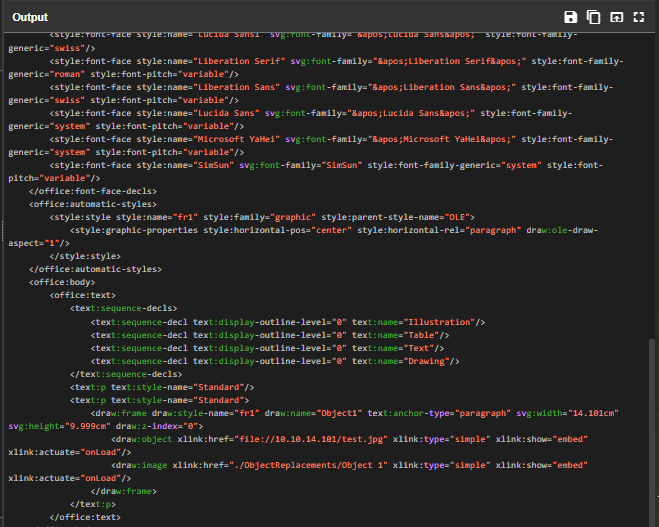 Output
<style:font-face style:name="Lucida Sans1" svg:font-family="&apos;Lucida Sans&apos;" style:font-family-
generic="swiss"/>
<style:font-face style:name="Liberation Serif" svg:font-family="&apos;Liberation Serif&apos;" style:font-family-
generic="roman" style:font-pitch="variable"/>
<style:font-face style:name="Liberation Sans" svg:font-family="&apos;Liberation Sans&apos;" style:font-family-
generic="swiss" style:font-pitch="variable"/>
<style:font-face style:name="Lucida Sans" svg:font-family="&apos;Lucida Sans&apos;" style:font-family-
generic="system" style:font-pitch="variable"/>
<style:font-face style:name="Microsoft YaHei" svg:font-family="&apos;Microsoft YaHei&apos;" style:font-family-
generic="system" style:font-pitch="variable"/>
<style:font-face style:name="SimSun" svg:font-family="SimSun" style:font-family-generic="system" style:font-
pitch="variable"/>
</office:font-face-decls>
<office:automatic-styles>
<style:style style:name="fr1" style:family="graphic" style:parent-style-name="OLE">
<style:graphic-properties style:horizontal-pos="center" style:horizontal-rel="paragraph" draw:ole-draw-
aspect="1"/>
</style:style>
</office:automatic-styles>
<office:body>
<office:text>
<text:sequence-decls>
<text:sequence-decl text:display-outline-level="0" text:name="Illustration"/>
<text:sequence-decl text:display-outline-level="0" text:name="Table"/>
<text:sequence-decl text:display-outline-level="0" text:name="Text"/>
<text:sequence-decl text:display-outline-level="0" text:name="Drawing"/>
</text:sequence-decls>
<text:p text:style-name="Standard"/>
<text:p text:style-name="Standard">
<draw:frame draw:style-name="fr1" draw:name="Object1" text:anchor-type="paragraph" svg:width="14.101cm"
svg:height="9.999cm" draw:z-index="0">
<draw:object xlink:href="file://10.10.14.101/test.jpg" xlink:type="simple" xlink:show="embed"
xlink:actuate="onLoad"/>
<draw:image xlink:href="./ObjectReplacements/Object 1" xlink:type="simple" xlink:show="embed"
xlink:actuate="onLoad"/>
</draw:frame>
</text:p>
</office:text>